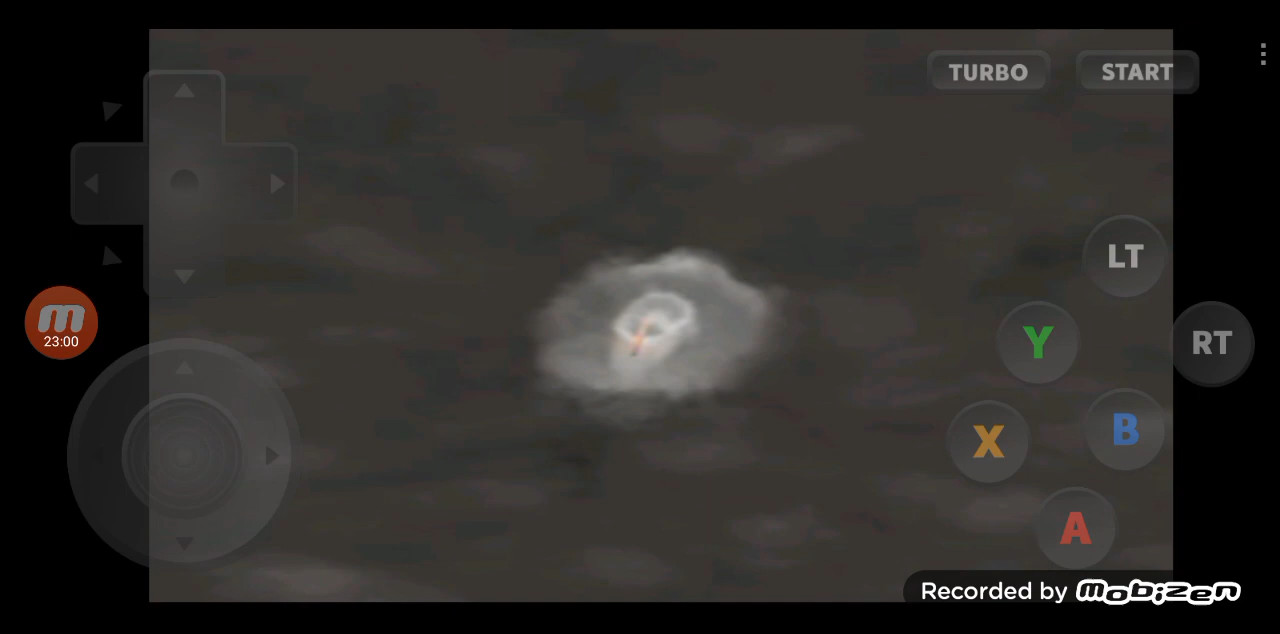 TURBO START
LT
Y RT
m
23:00
X B
A
Recorded by mobizen